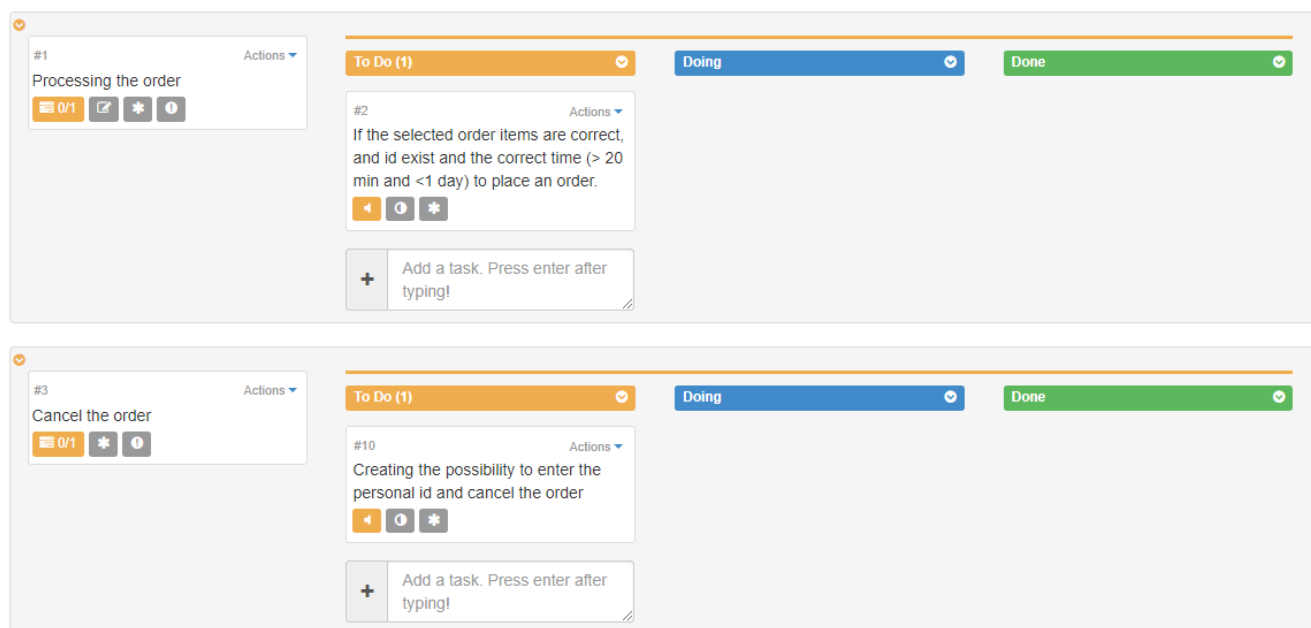 #1 Actions
Processing the order
0/1
To Do (1)
Doing
Done
#2 Actions
If the selected order items are correct,
and id exist and the correct time (> 20
min and <1 day) to place an order.
Add a task. Press enter after
typing!
#3 Actions
Cancel the order
0/1
To Do (1)
Doing
Done
#10 Actions
Creating the possibility to enter the
personal id and cancel the order
Add a task. Press enter after
typing!